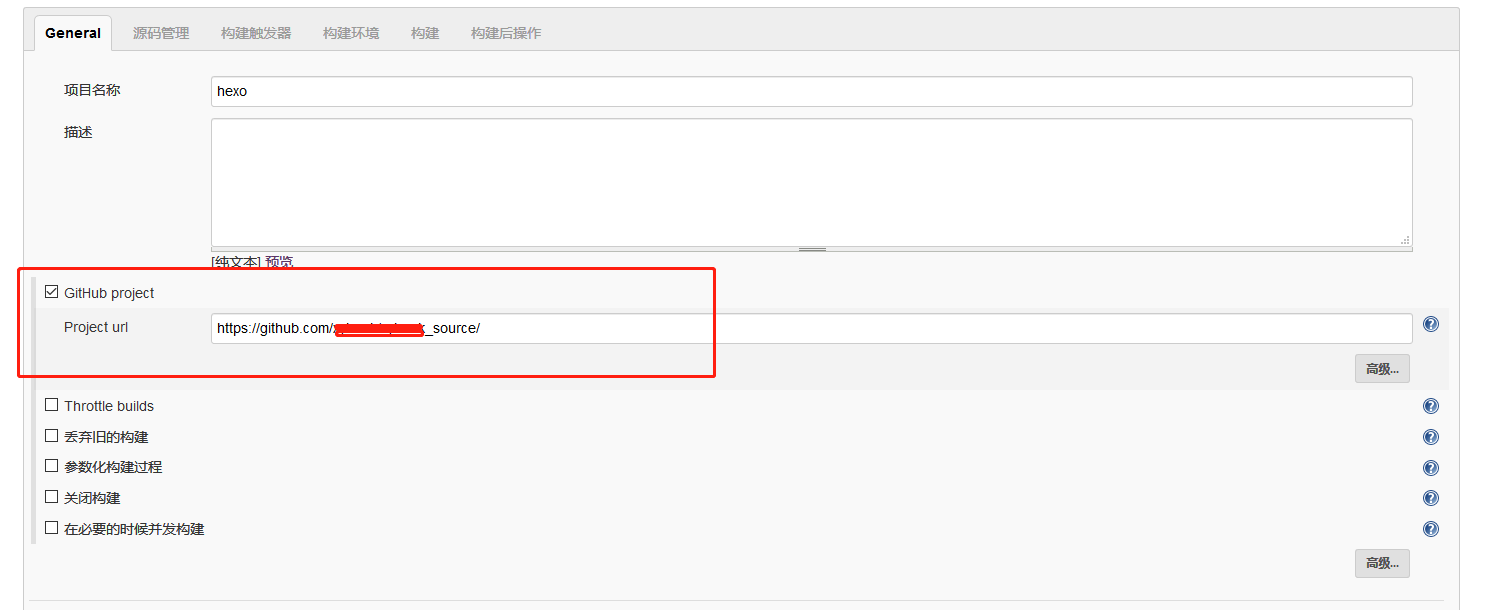 General 源码管理 构建触发器 构建环境 构建 构建后操作
项目名称 hexo
描述
[纯文本] 预览
GitHub project
Project url https://github.com/ _source/
高级...
Throttle builds
丢弃旧的构建
参数化构建过程
关闭构建
在必要的时候并发构建
高级...